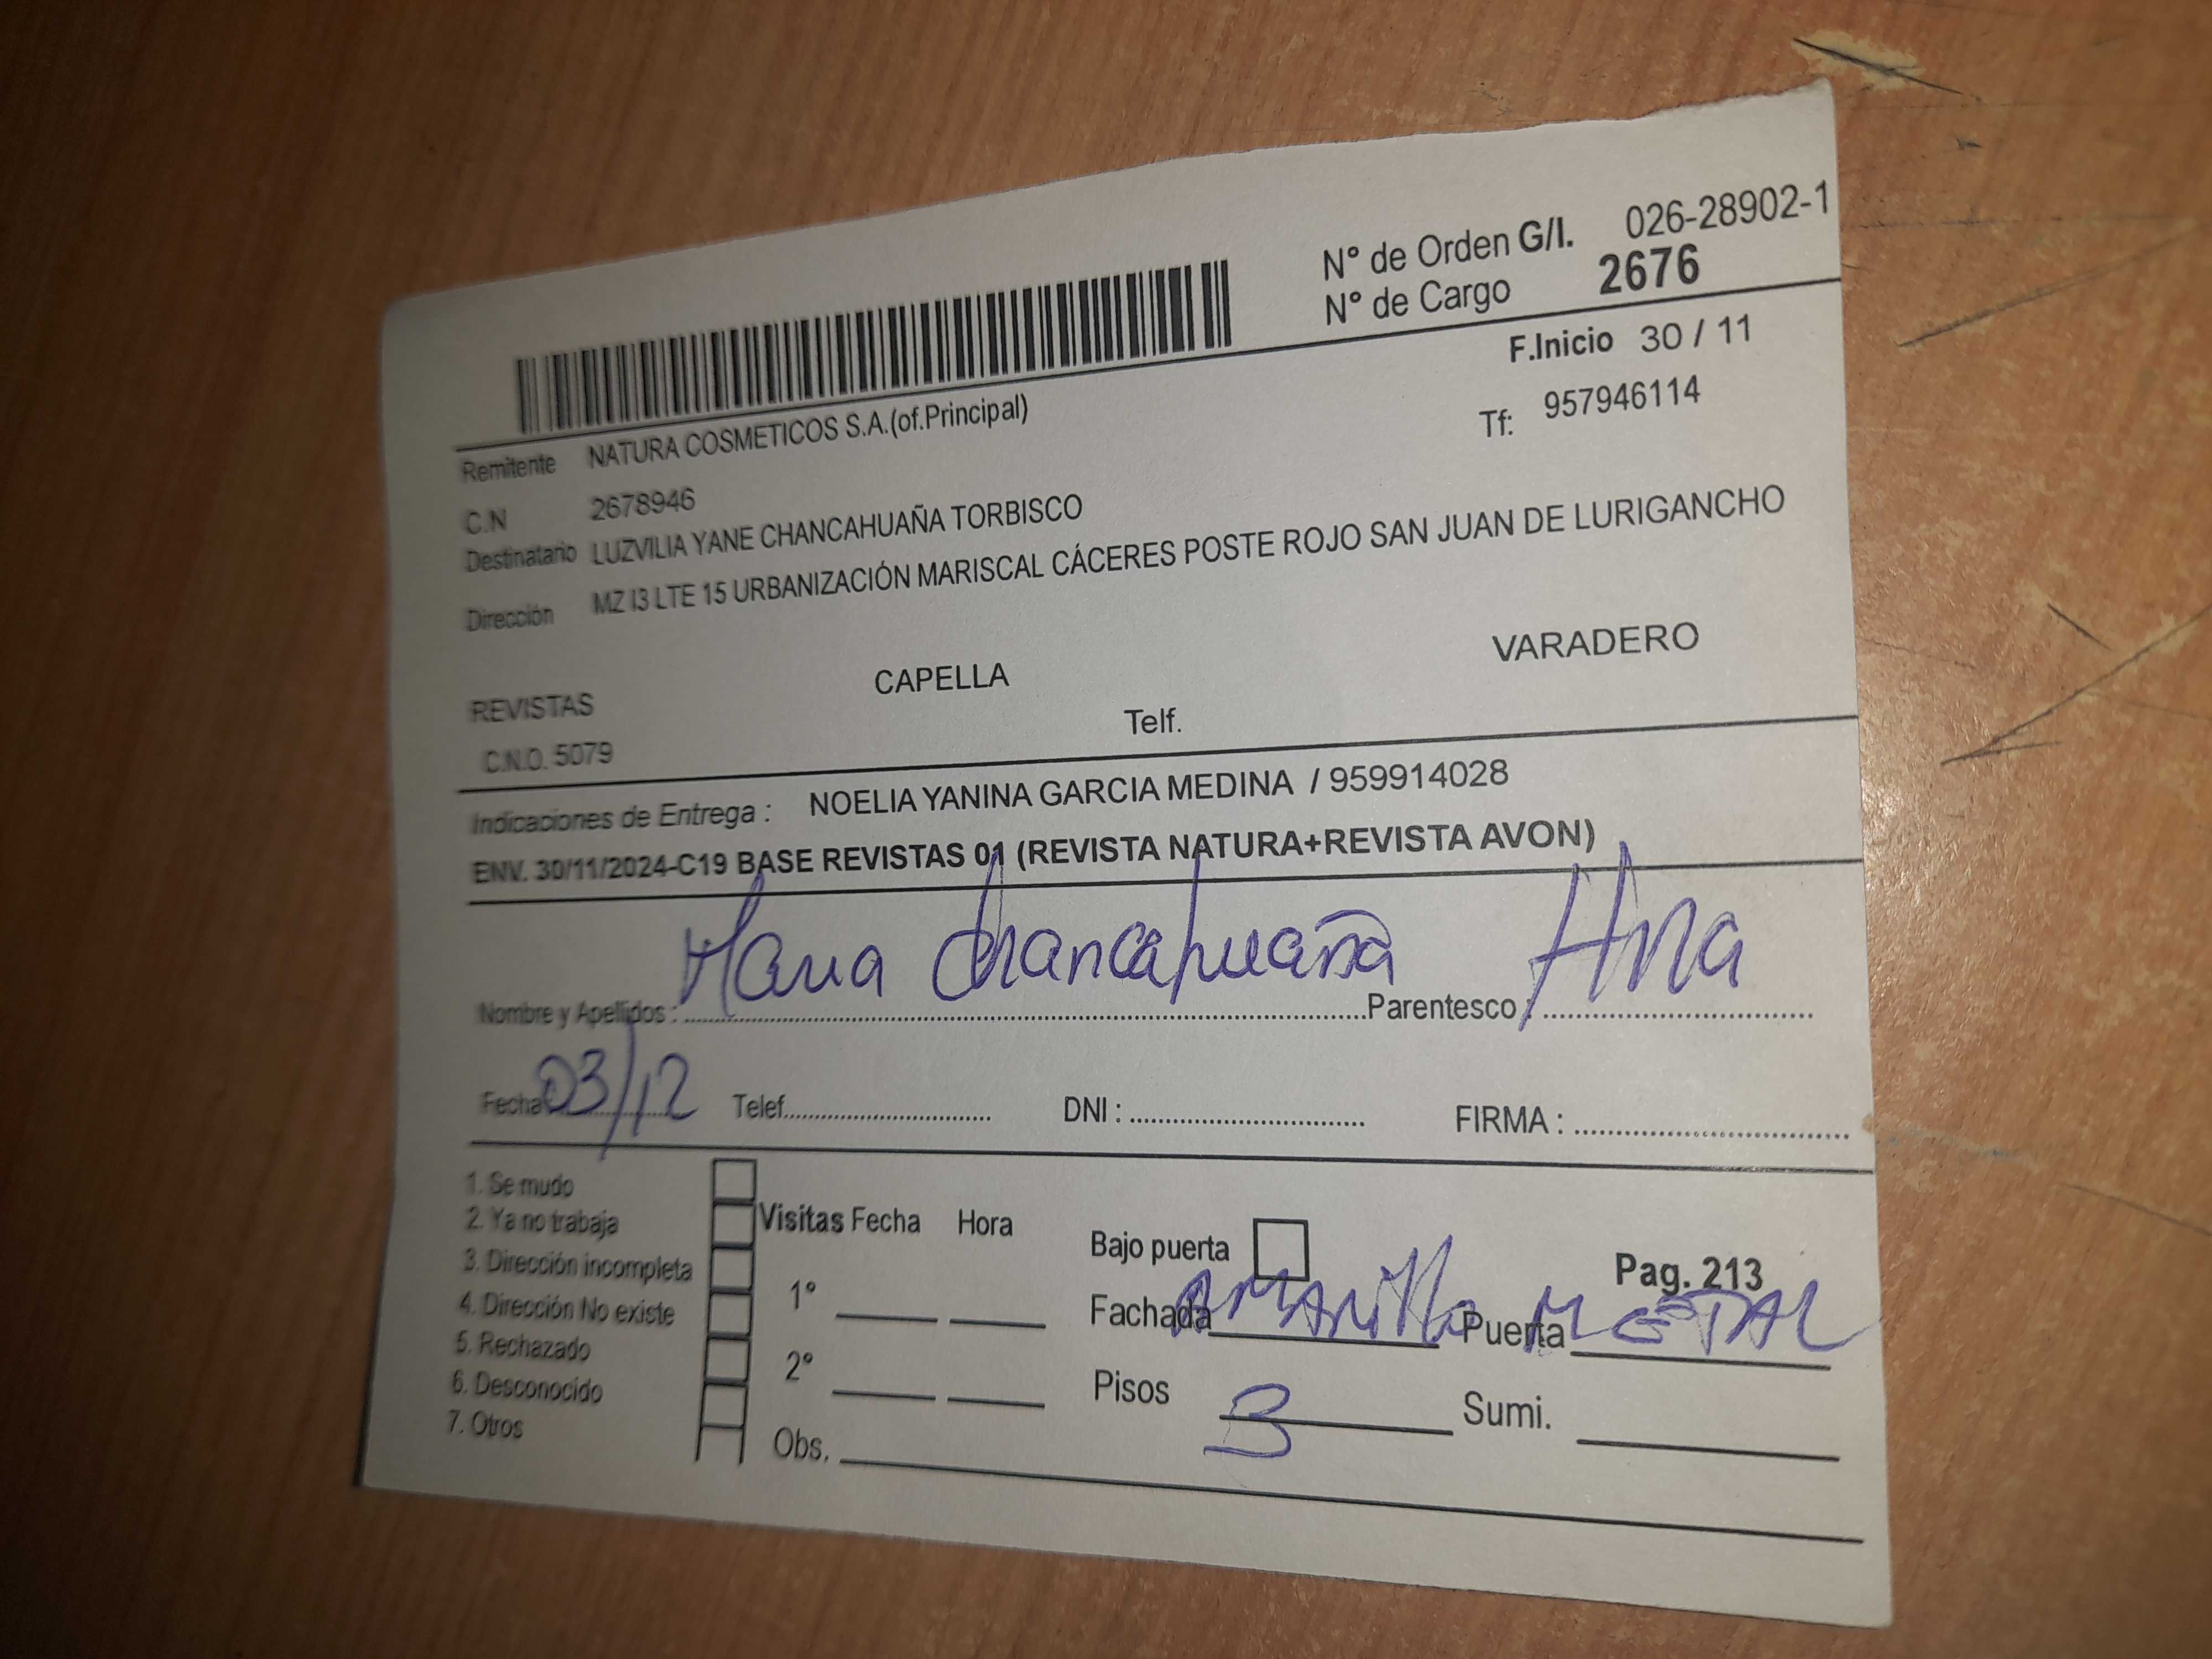 N° de Orden G/I. 026-28902-1
N° de Cargo 2676
F.Inicio 30 / 11
Remitente NATURA COSMETICOS S.A.(of.Principal) Tf: 957946114
C.N 2678946
Destinatario LUZVILIA YANE CHANCAHUAÑA TORBISCO
Dirección MZ I3 LTE 15 URBANIZACIÓN MARISCAL CÁCERES POSTE ROJO SAN JUAN DE LURIGANCHO
REVISTAS CAPELLA VARADERO
C.N.O. 5079 Telf.
Indicaciones de Entrega : NOELIA YANINA GARCIA MEDINA / 959914028
ENV. 30/11/2024-C19 BASE REVISTAS 01 (REVISTA NATURA+REVISTA AVON)
Nombre y Apellidos : Maria Chancahuaña Parentesco : Hna
Fecha 03/12 Telef. DNI : FIRMA :
1. Se mudo
2. Ya no trabaja Visitas Fecha Hora
3. Dirección incompleta Bajo puerta Pag. 213
4. Dirección No existe 1° Fachada AMARilla Puerta METAL
5. Rechazado
6. Desconocido 2° Pisos 3 Sumi.
7. Otros Obs.